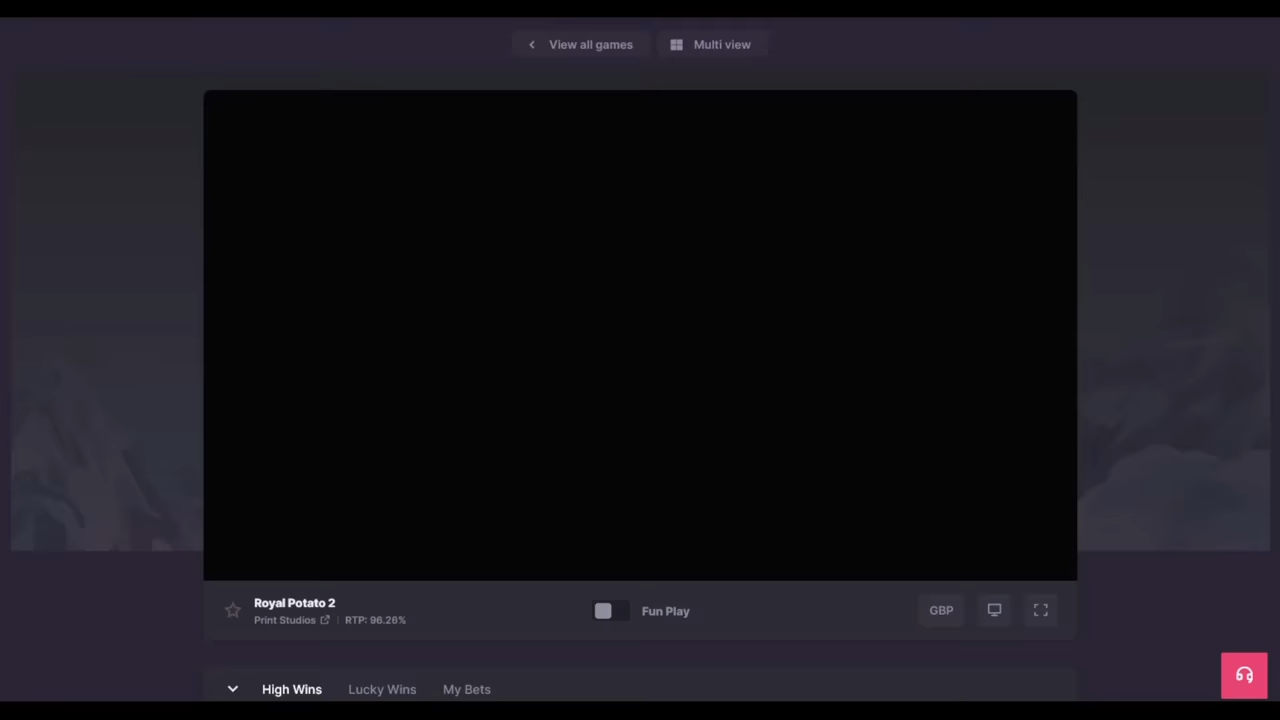 View all games
Multi view
Royal Potato 2
Print Studios
RTP: 96.26%
Fun Play
GBP
High Wins
Lucky Wins
My Bets